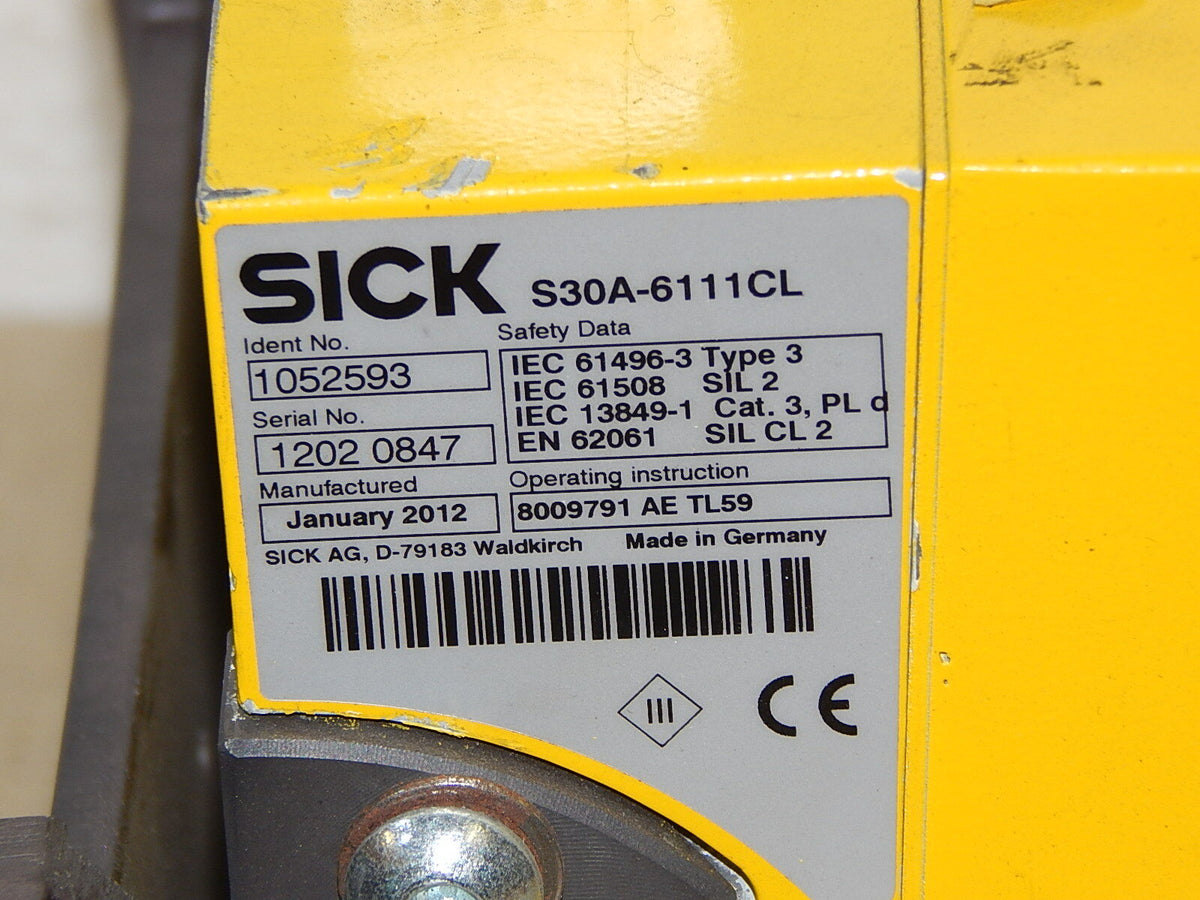 SICK S30A-6111CL
Ident No.
1052593
Serial No.
1202 0847
Manufactured
January 2012
Safety Data
IEC 61496-3 Type 3
IEC 61508 SIL 2
IEC 13849-1 Cat. 3, PL d
EN 62061 SIL CL 2
Operating instruction
8009791 AE TL59
SICK AG, D-79183 Waldkirch Made in Germany
III
CE